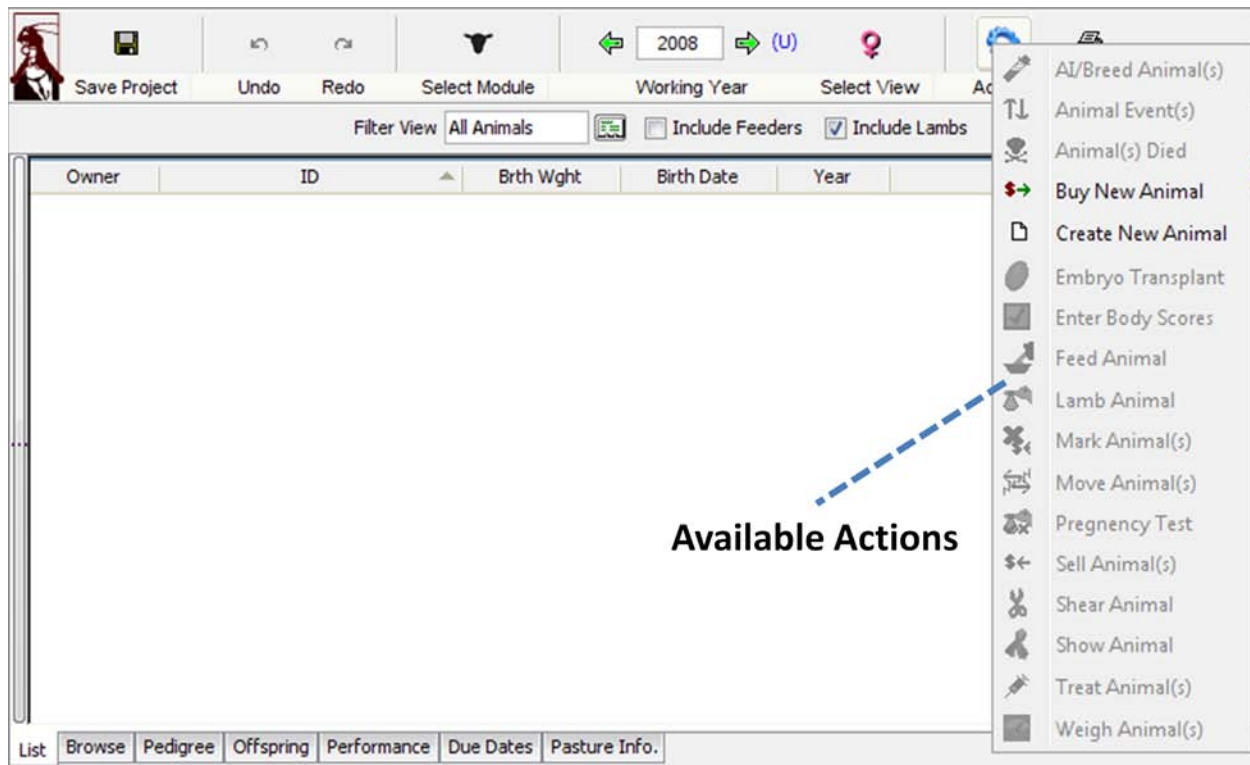 2008 (U)
Save Project Undo Redo Select Module Working Year Select View
Filter View All Animals Include Feeders Include Lambs
Owner ID Brth Wght Birth Date Year
AI/Breed Animal(s)
Animal Event(s)
Animal(s) Died
Buy New Animal
Create New Animal
Embryo Transplant
Enter Body Scores
Feed Animal
Lamb Animal
Mark Animal(s)
Move Animal(s)
Pregnency Test
Sell Animal(s)
Shear Animal
Show Animal
Treat Animal(s)
Weigh Animal(s)
Available Actions
List Browse Pedigree Offspring Performance Due Dates Pasture Info.